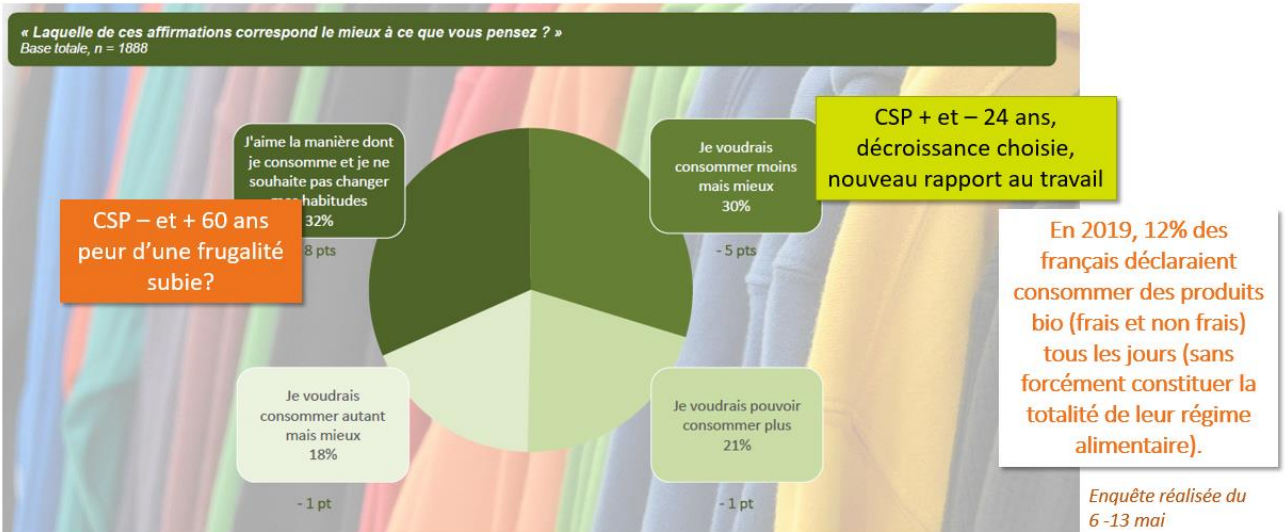 « Laquelle de ces affirmations correspond le mieux à ce que vous pensez ? »
Base totale, n = 1888
J'aime la manière dont
je consomme et je ne
souhaite pas changer
habitudes
32%
8 pts
CSP – et + 60 ans
peur d'une frugalité
subie?
Je voudrais
consommer moins
mais mieux
30%
- 5 pts
CSP + et – 24 ans,
décroissance choisie,
nouveau rapport au travail
En 2019, 12% des
français déclaraient
consommer des produits
bio (frais et non frais)
tous les jours (sans
forcément constituer la
totalité de leur régime
alimentaire).
Je voudrais
consommer autant
mais mieux
18%
- 1 pt
Je voudrais pouvoir
consommer plus
21%
- 1 pt
Enquête réalisée du
6 -13 mai